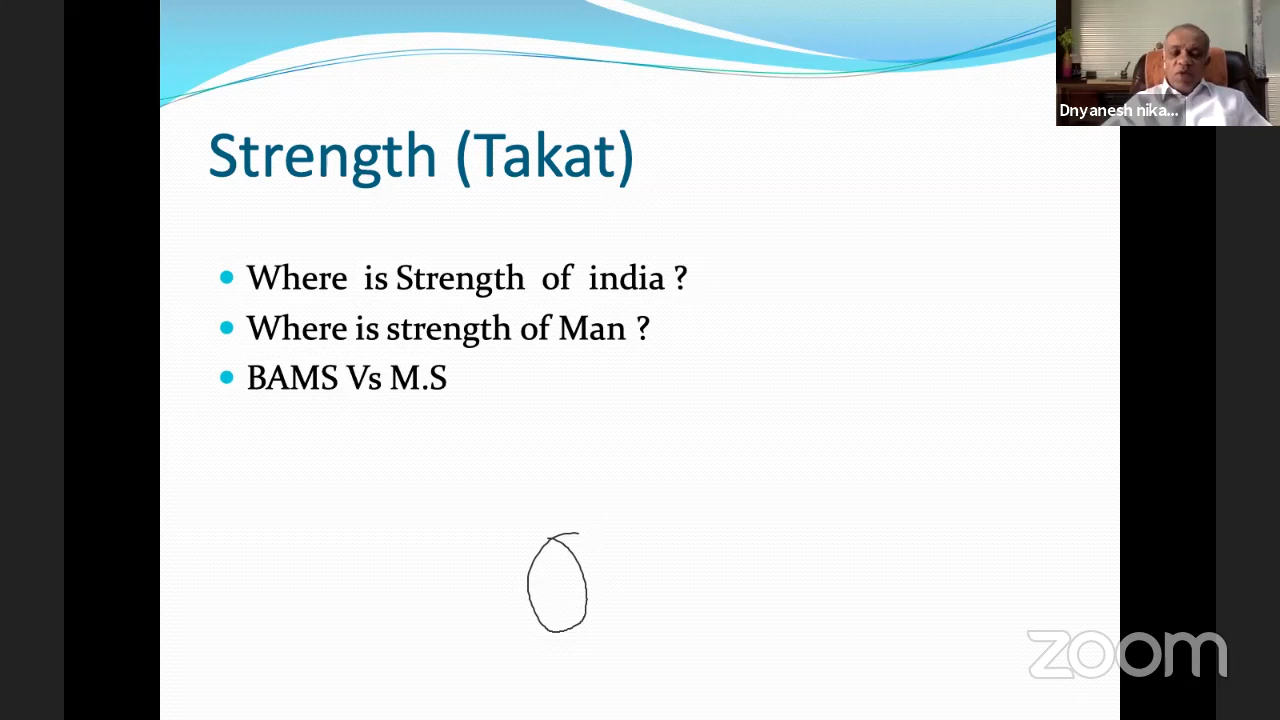 Dnyanesh nika...
Strength (Takat)
Where is Strength of india ?
Where is strength of Man ?
BAMS Vs M.S
zoom